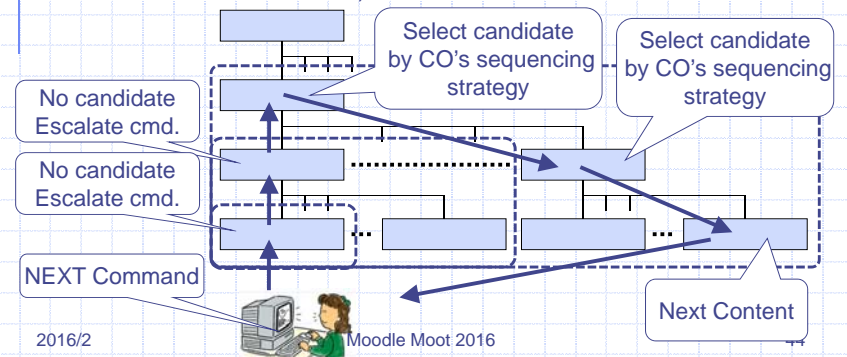 Select candidate
by CO's sequencing
strategy
Select candidate
by CO's sequencing
strategy
No candidate
Escalate cmd.
No candidate
Escalate cmd.
NEXT Command
Next Content
2016/2
Moodle Moot 2016
44